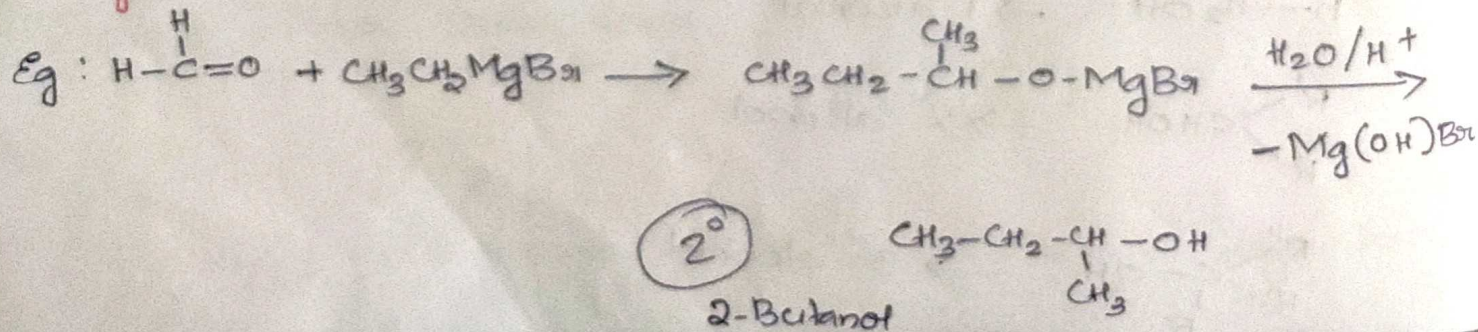 Eg : H-C(H)=O + CH3CH2MgBr → CH3CH2-CH(CH3)-O-MgBr H2O/H+ → -Mg(OH)Br
2° CH3-CH2-CH(CH3)-OH
2-Butanol